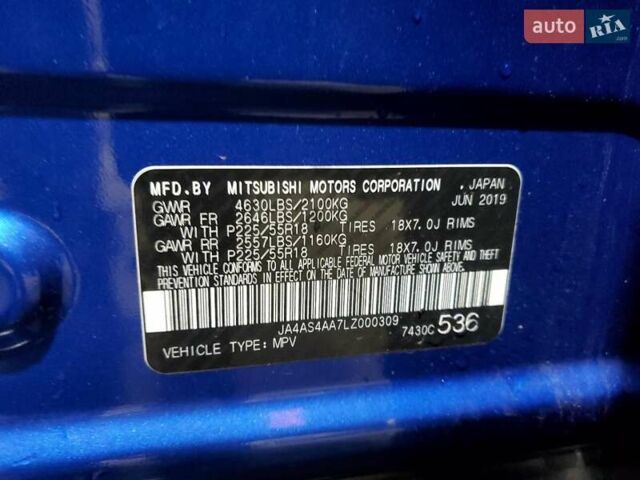 auto RIA.com
MFD.BY MITSUBISHI MOTORS CORPORATION , JAPAN
GVWR 4630LBS/2100KG JUN 2019
GAWR FR 2646LBS/1200KG
WITH P225/55R18 TIRES 18X7.0J RIMS
GAWR RR 2557LBS/1160KG
WITH P225/55R18 TIRES 18X7.0J RIMS
THIS VEHICLE CONFORMS TO ALL APPLICABLE FEDERAL MOTOR VEHICLE SAFETY AND THEFT
PREVENTION STANDARDS IN EFFECT ON THE DATE OF MANUFACTURE SHOWN ABOVE.
JA4AS4AA7LZ000309
7430C 536
VEHICLE TYPE: MPV